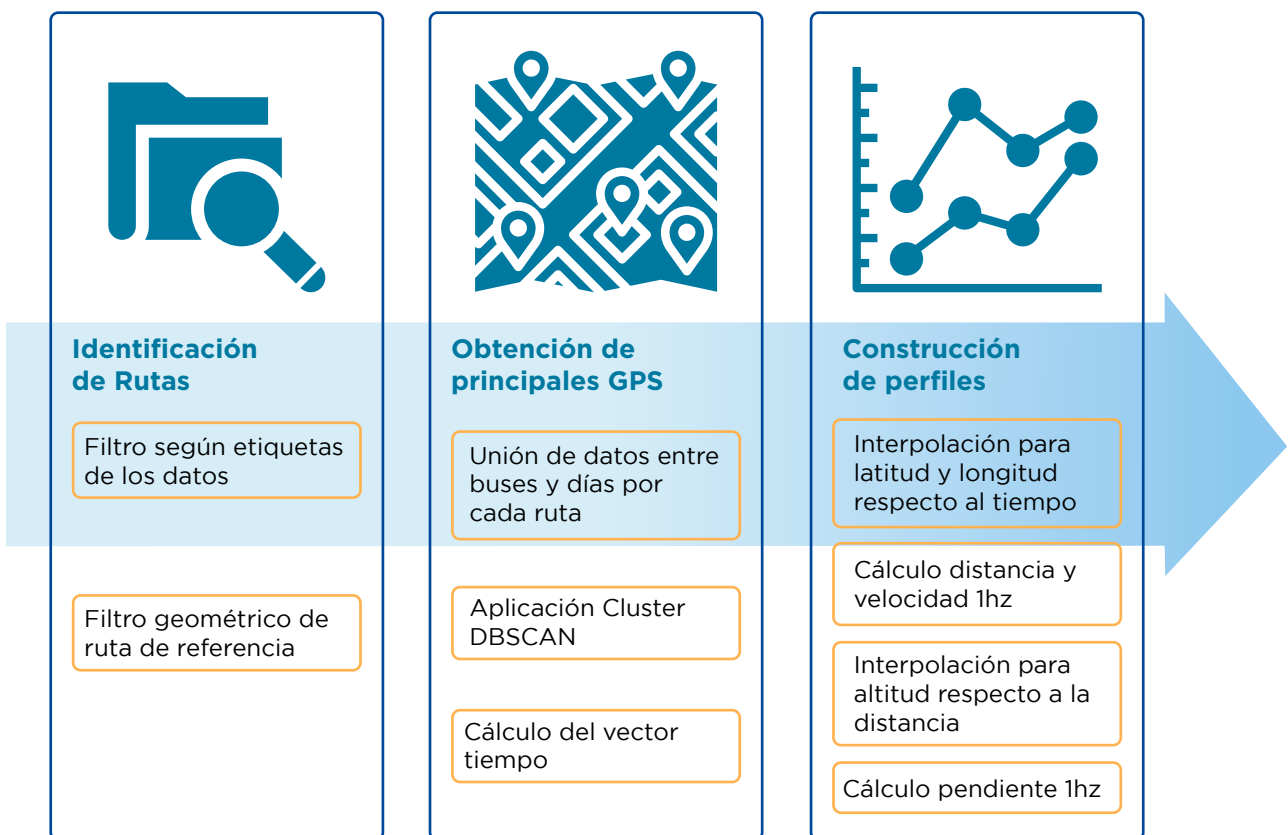 Identificación
de Rutas
Filtro según etiquetas
de los datos
Filtro geométrico de
ruta de referencia
Obtención de
principales GPS
Unión de datos entre
buses y días por
cada ruta
Aplicación Cluster
DBSCAN
Cálculo del vector
tiempo
Construcción
de perfiles
Interpolación para
latitud y longitud
respecto al tiempo
Cálculo distancia y
velocidad 1hz
Interpolación para
altitud respecto a la
distancia
Cálculo pendiente 1hz